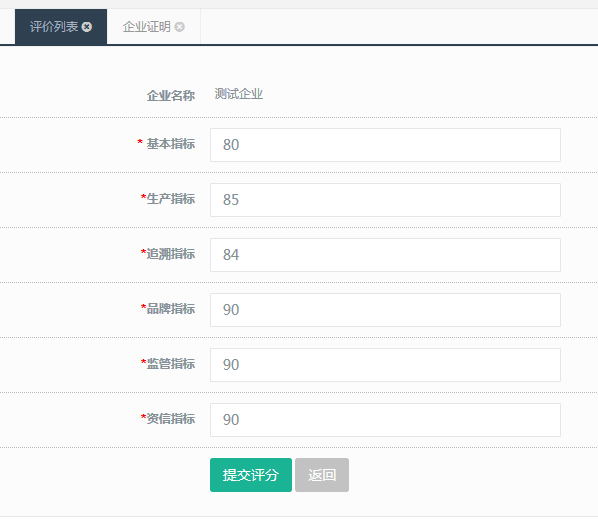 评价列表 企业证明
企业名称 测试企业
* 基本指标 80
*生产指标 85
*追溯指标 84
*品牌指标 90
*监管指标 90
*资信指标 90
提交评分 返回